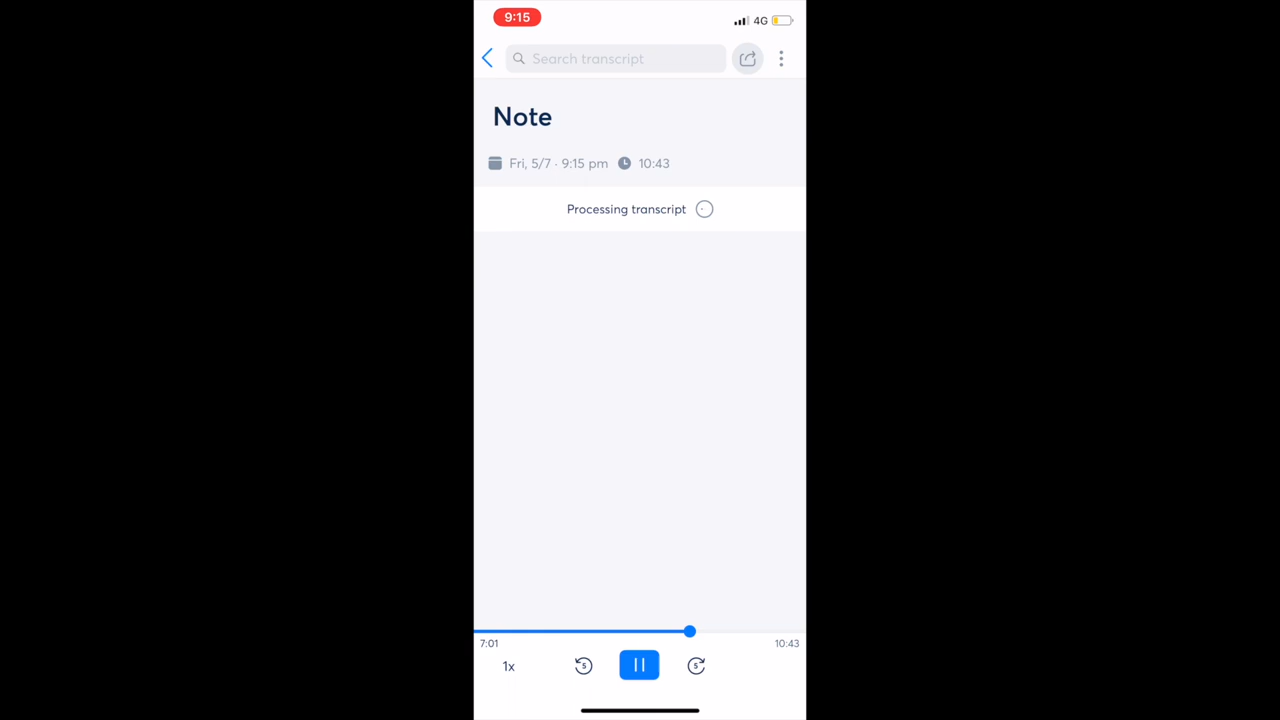 9:15
4G
Search transcript
Note
Fri, 5/7 · 9:15 pm 10:43
Processing transcript
7:01 10:43
1x 5 5